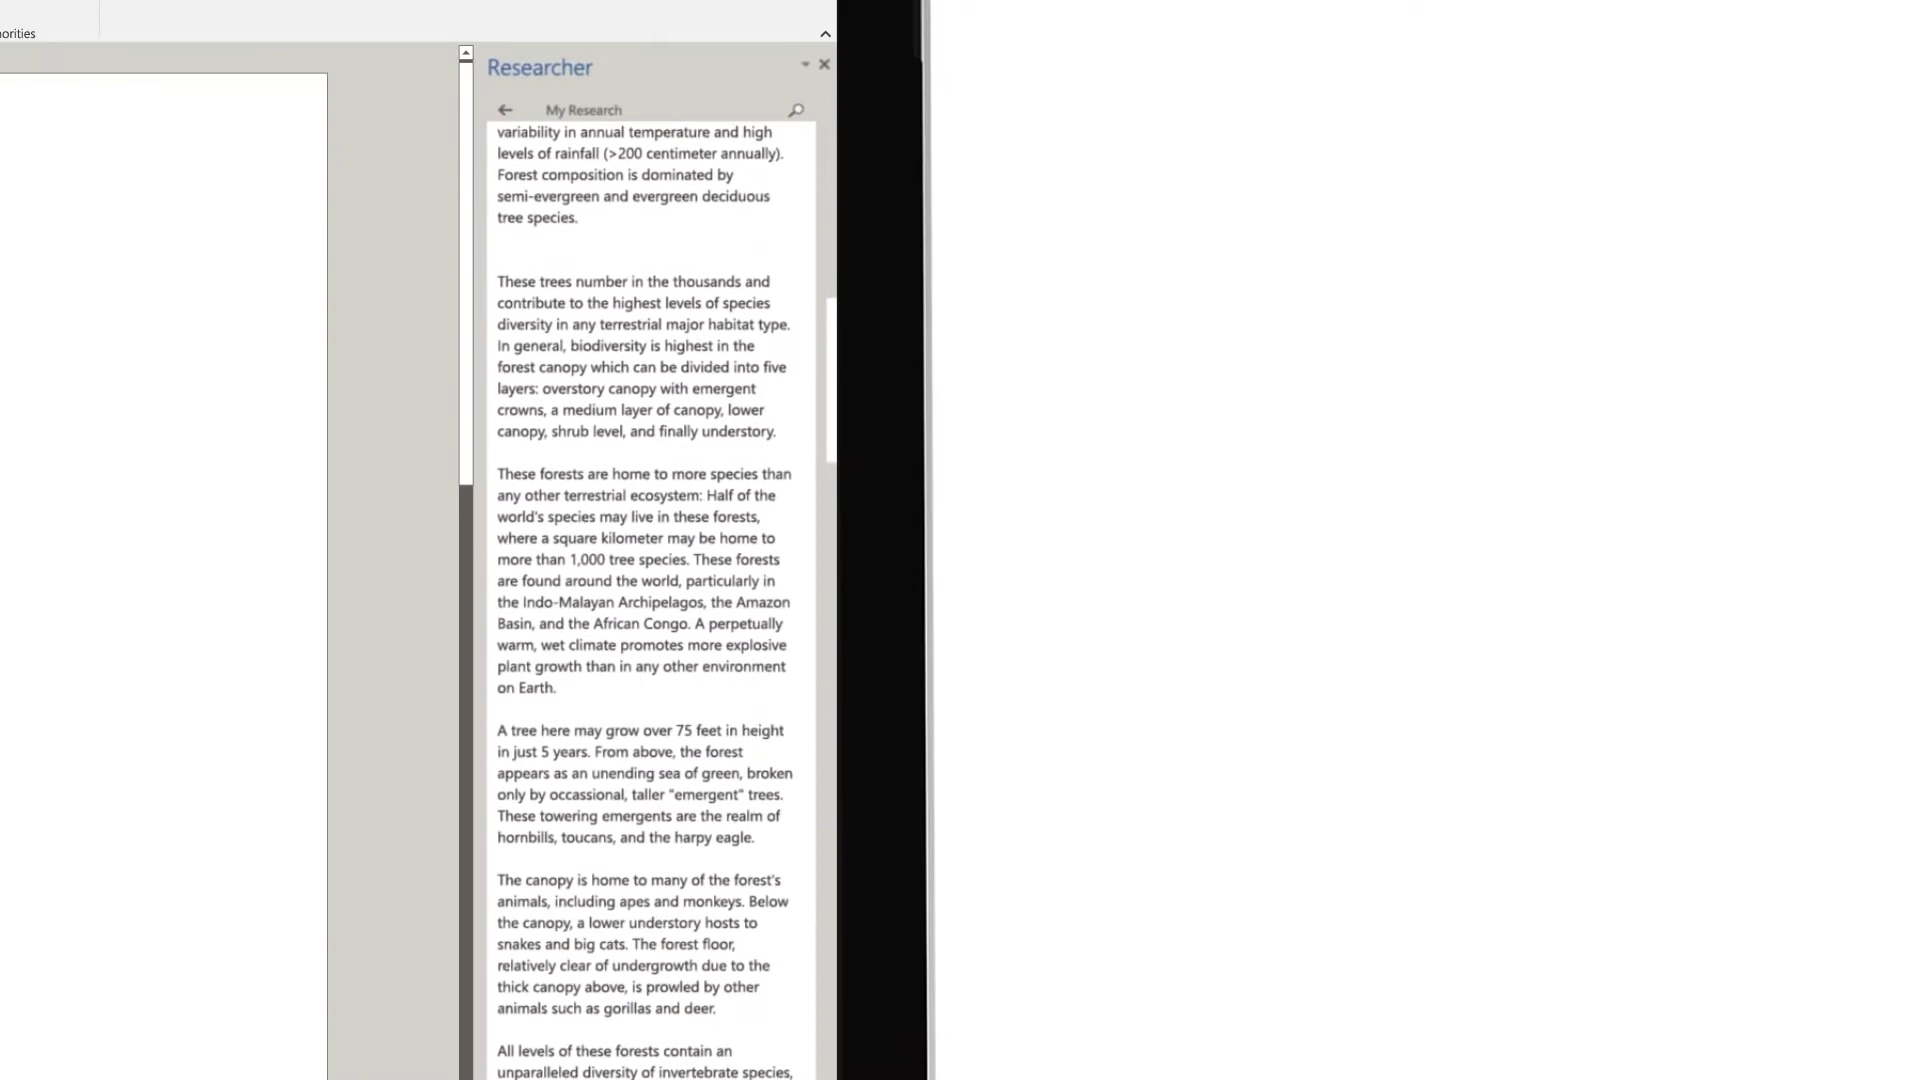 orities
Researcher
My Research
variability in annual temperature and high
levels of rainfall (>200 centimeter annually).
Forest composition is dominated by
semi-evergreen and evergreen deciduous
tree species.
These trees number in the thousands and
contribute to the highest levels of species
diversity in any terrestrial major habitat type.
In general, biodiversity is highest in the
forest canopy which can be divided into five
layers: overstory canopy with emergent
crowns, a medium layer of canopy, lower
canopy, shrub level, and finally understory.
These forests are home to more species than
any other terrestrial ecosystem: Half of the
world's species may live in these forests,
where a square kilometer may be home to
more than 1,000 tree species. These forests
are found around the world, particularly in
the Indo-Malayan Archipelagos, the Amazon
Basin, and the African Congo. A perpetually
warm, wet climate promotes more explosive
plant growth than in any other environment
on Earth.
A tree here may grow over 75 feet in height
in just 5 years. From above, the forest
appears as an unending sea of green, broken
only by occassional, taller "emergent" trees.
These towering emergents are the realm of
hornbills, toucans, and the harpy eagle.
The canopy is home to many of the forest's
animals, including apes and monkeys. Below
the canopy, a lower understory hosts to
snakes and big cats. The forest floor,
relatively clear of undergrowth due to the
thick canopy above, is prowled by other
animals such as gorillas and deer.
All levels of these forests contain an
unparalleled diversity of invertebrate species,